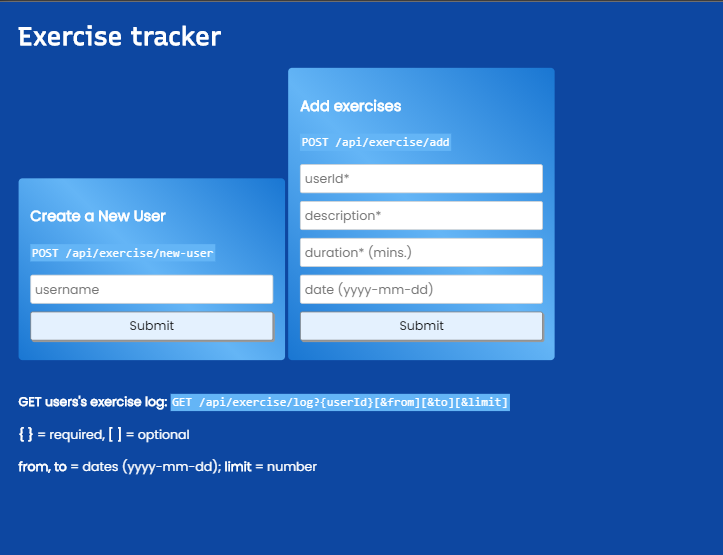 Exercise tracker
Create a New User
POST /api/exercise/new-user
username
Submit
Add exercises
POST /api/exercise/add
userId*
description*
duration* (mins.)
date (yyyy-mm-dd)
Submit
GET users's exercise log: GET /api/exercise/log?{userId}[&from][&to][&limit]
{ } = required, [ ] = optional
from, to = dates (yyyy-mm-dd); limit = number